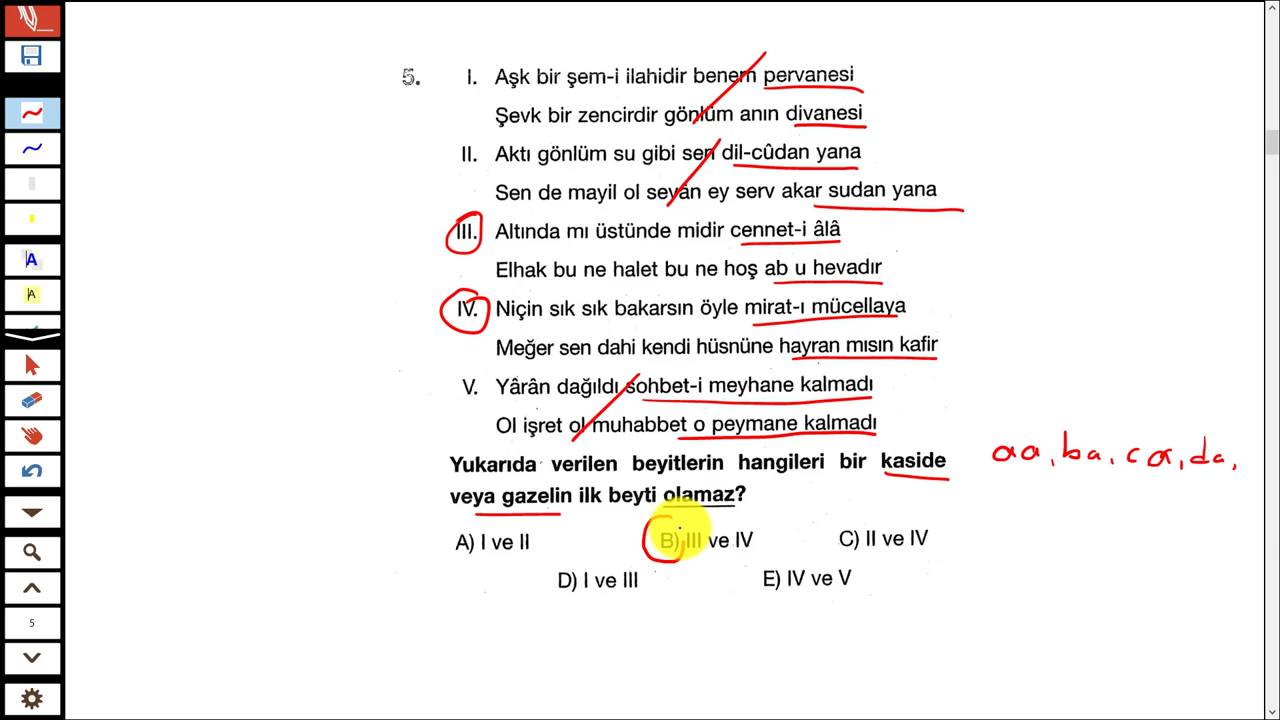 5. I. Aşk bir şem-i ilahidir benem pervanesi
Şevk bir zencirdir gönlüm anın divanesi
II. Aktı gönlüm su gibi sen dil-cûdan yana
Sen de mayil ol seyân ey serv akar sudan yana
III. Altında mı üstünde midir cennet-i âlâ
Elhak bu ne halet bu ne hoş ab u hevadır
IV. Niçin sık sık bakarsın öyle mirat-ı mücellaya
Meğer sen dahi kendi hüsnüne hayran mısın kafir
V. Yârân dağıldı sohbet-i meyhane kalmadı
Ol işret ol muhabbet o peymane kalmadı
Yukarıda verilen beyitlerin hangileri bir kaside
veya gazelin ilk beyti olamaz?
aa, ba, ca, da,
A) I ve II B) III ve IV C) II ve IV
D) I ve III E) IV ve V
A
A
5